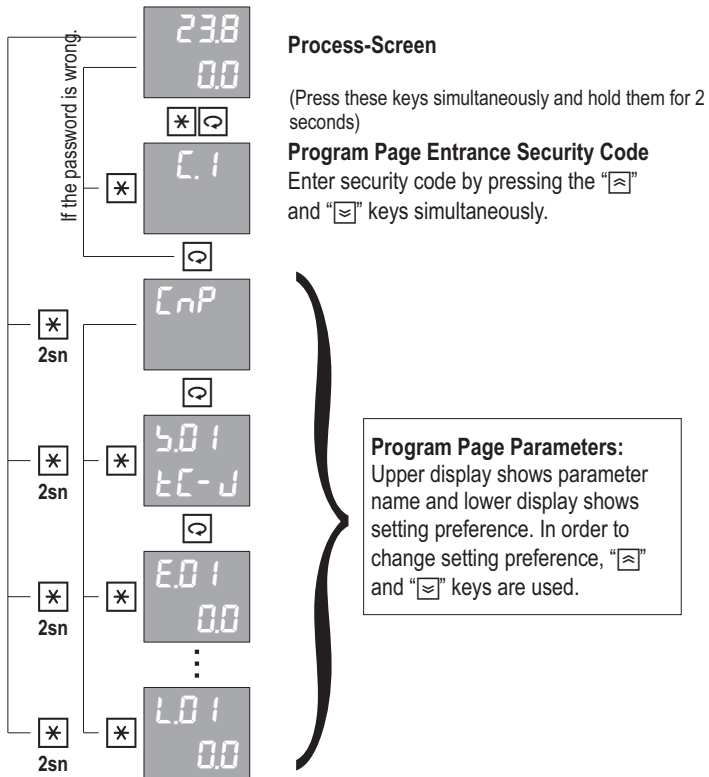 23.8
0.0
If the password is wrong.
Process-Screen
(Press these keys simultaneously and hold them for 2
seconds)
C.1
Program Page Entrance Security Code
Enter security code by pressing the “︽”
and “︾” keys simultaneously.
CnP
2sn
S.01
tC-J
2sn
E.01
0.0
2sn
L.01
0.0
2sn
Program Page Parameters:
Upper display shows parameter
name and lower display shows
setting preference. In order to
change setting preference, “︽”
and “︾” keys are used.